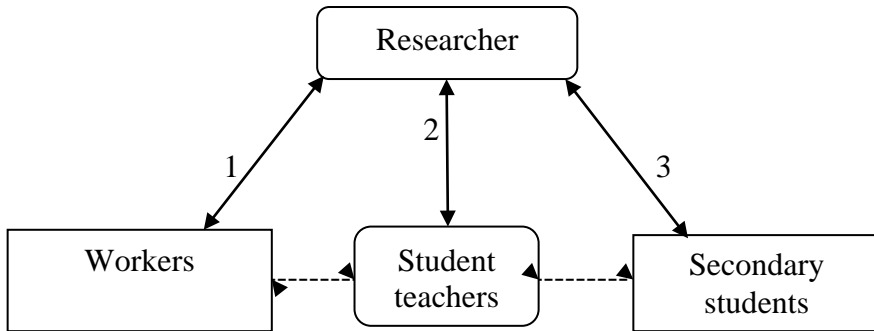 Researcher
2
1
3
Workers
Student
teachers
Secondary
students